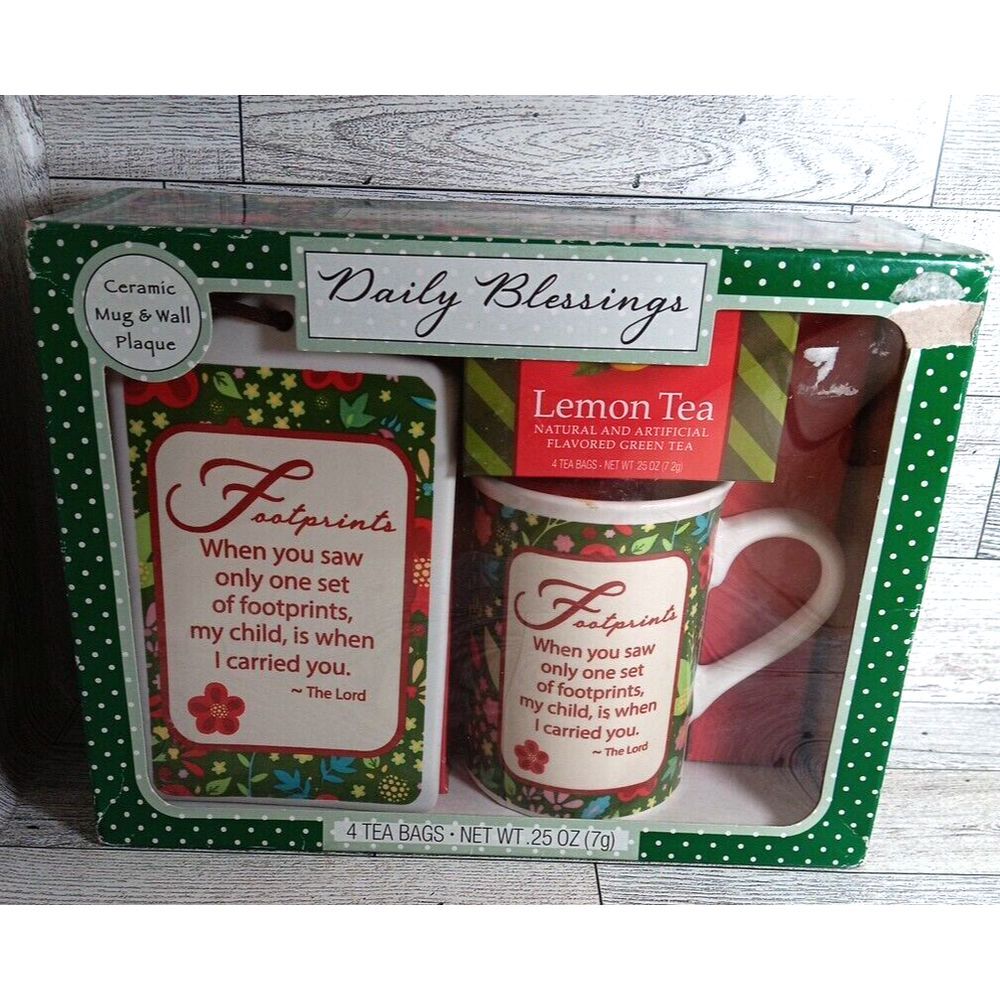 Daily Blessings
Ceramic
Mug & Wall
Plaque
Lemon Tea
NATURAL AND ARTIFICIAL
FLAVORED GREEN TEA
4 TEA BAGS - NET WT .25 OZ (7.2g)
Footprints
When you saw
only one set
of footprints,
my child, is when
I carried you.
~ The Lord
Footprints
When you saw
only one set
of footprints,
my child, is when
I carried you.
~ The Lord
4 TEA BAGS • NET WT .25 OZ (7g)